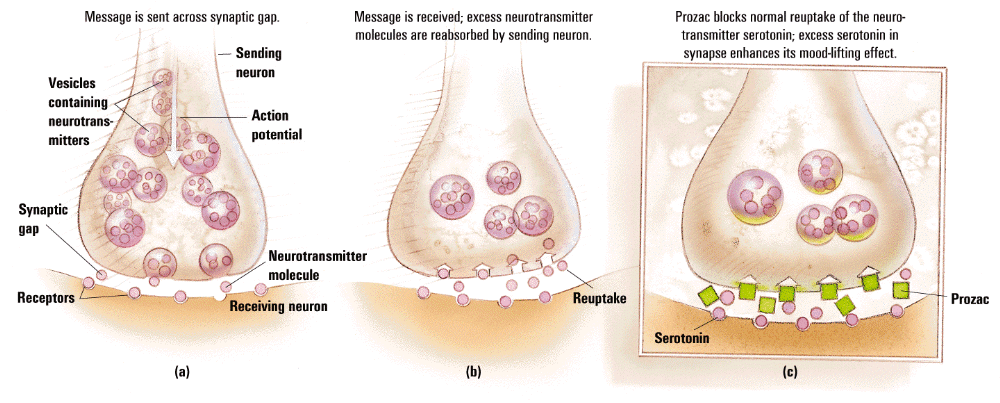 Message is sent across synaptic gap.
Sending
neuron
Vesicles
containing
neurotrans-
mitters
Action
potential
Synaptic
gap
Neurotransmitter
molecule
Receptors
Receiving neuron
(a)
Message is received; excess neurotransmitter
molecules are reabsorbed by sending neuron.
Reuptake
(b)
Prozac blocks normal reuptake of the neuro-
transmitter serotonin; excess serotonin in
synapse enhances its mood-lifting effect.
Prozac
Serotonin
(c)